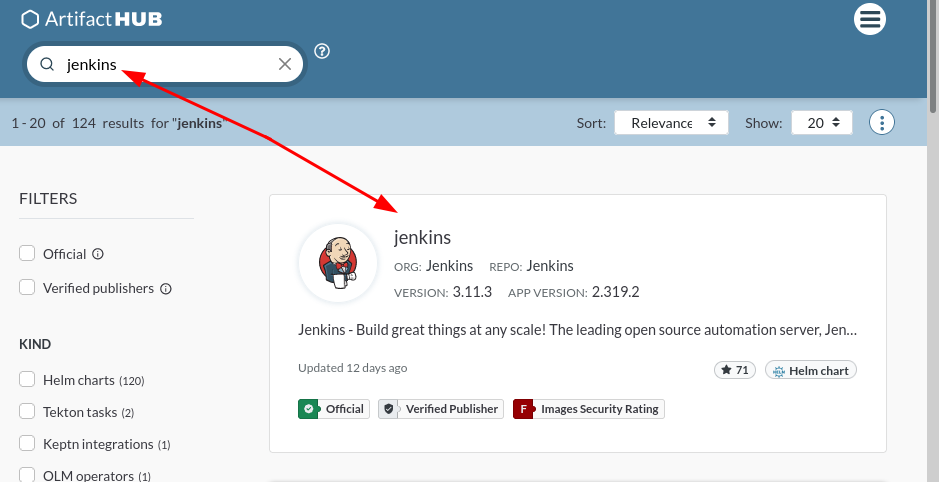 ArtifactHUB
jenkins
1 - 20 of 124 results for "jenkins"
Sort: Relevance Show: 20
FILTERS
Official
Verified publishers
KIND
Helm charts (120)
Tekton tasks (2)
Keptn integrations (1)
OLM operators (1)
jenkins
ORG: Jenkins REPO: Jenkins
VERSION: 3.11.3 APP VERSION: 2.319.2
Jenkins - Build great things at any scale! The leading open source automation server, Jen...
Updated 12 days ago
71 HELM Helm chart
Official Verified Publisher F Images Security Rating